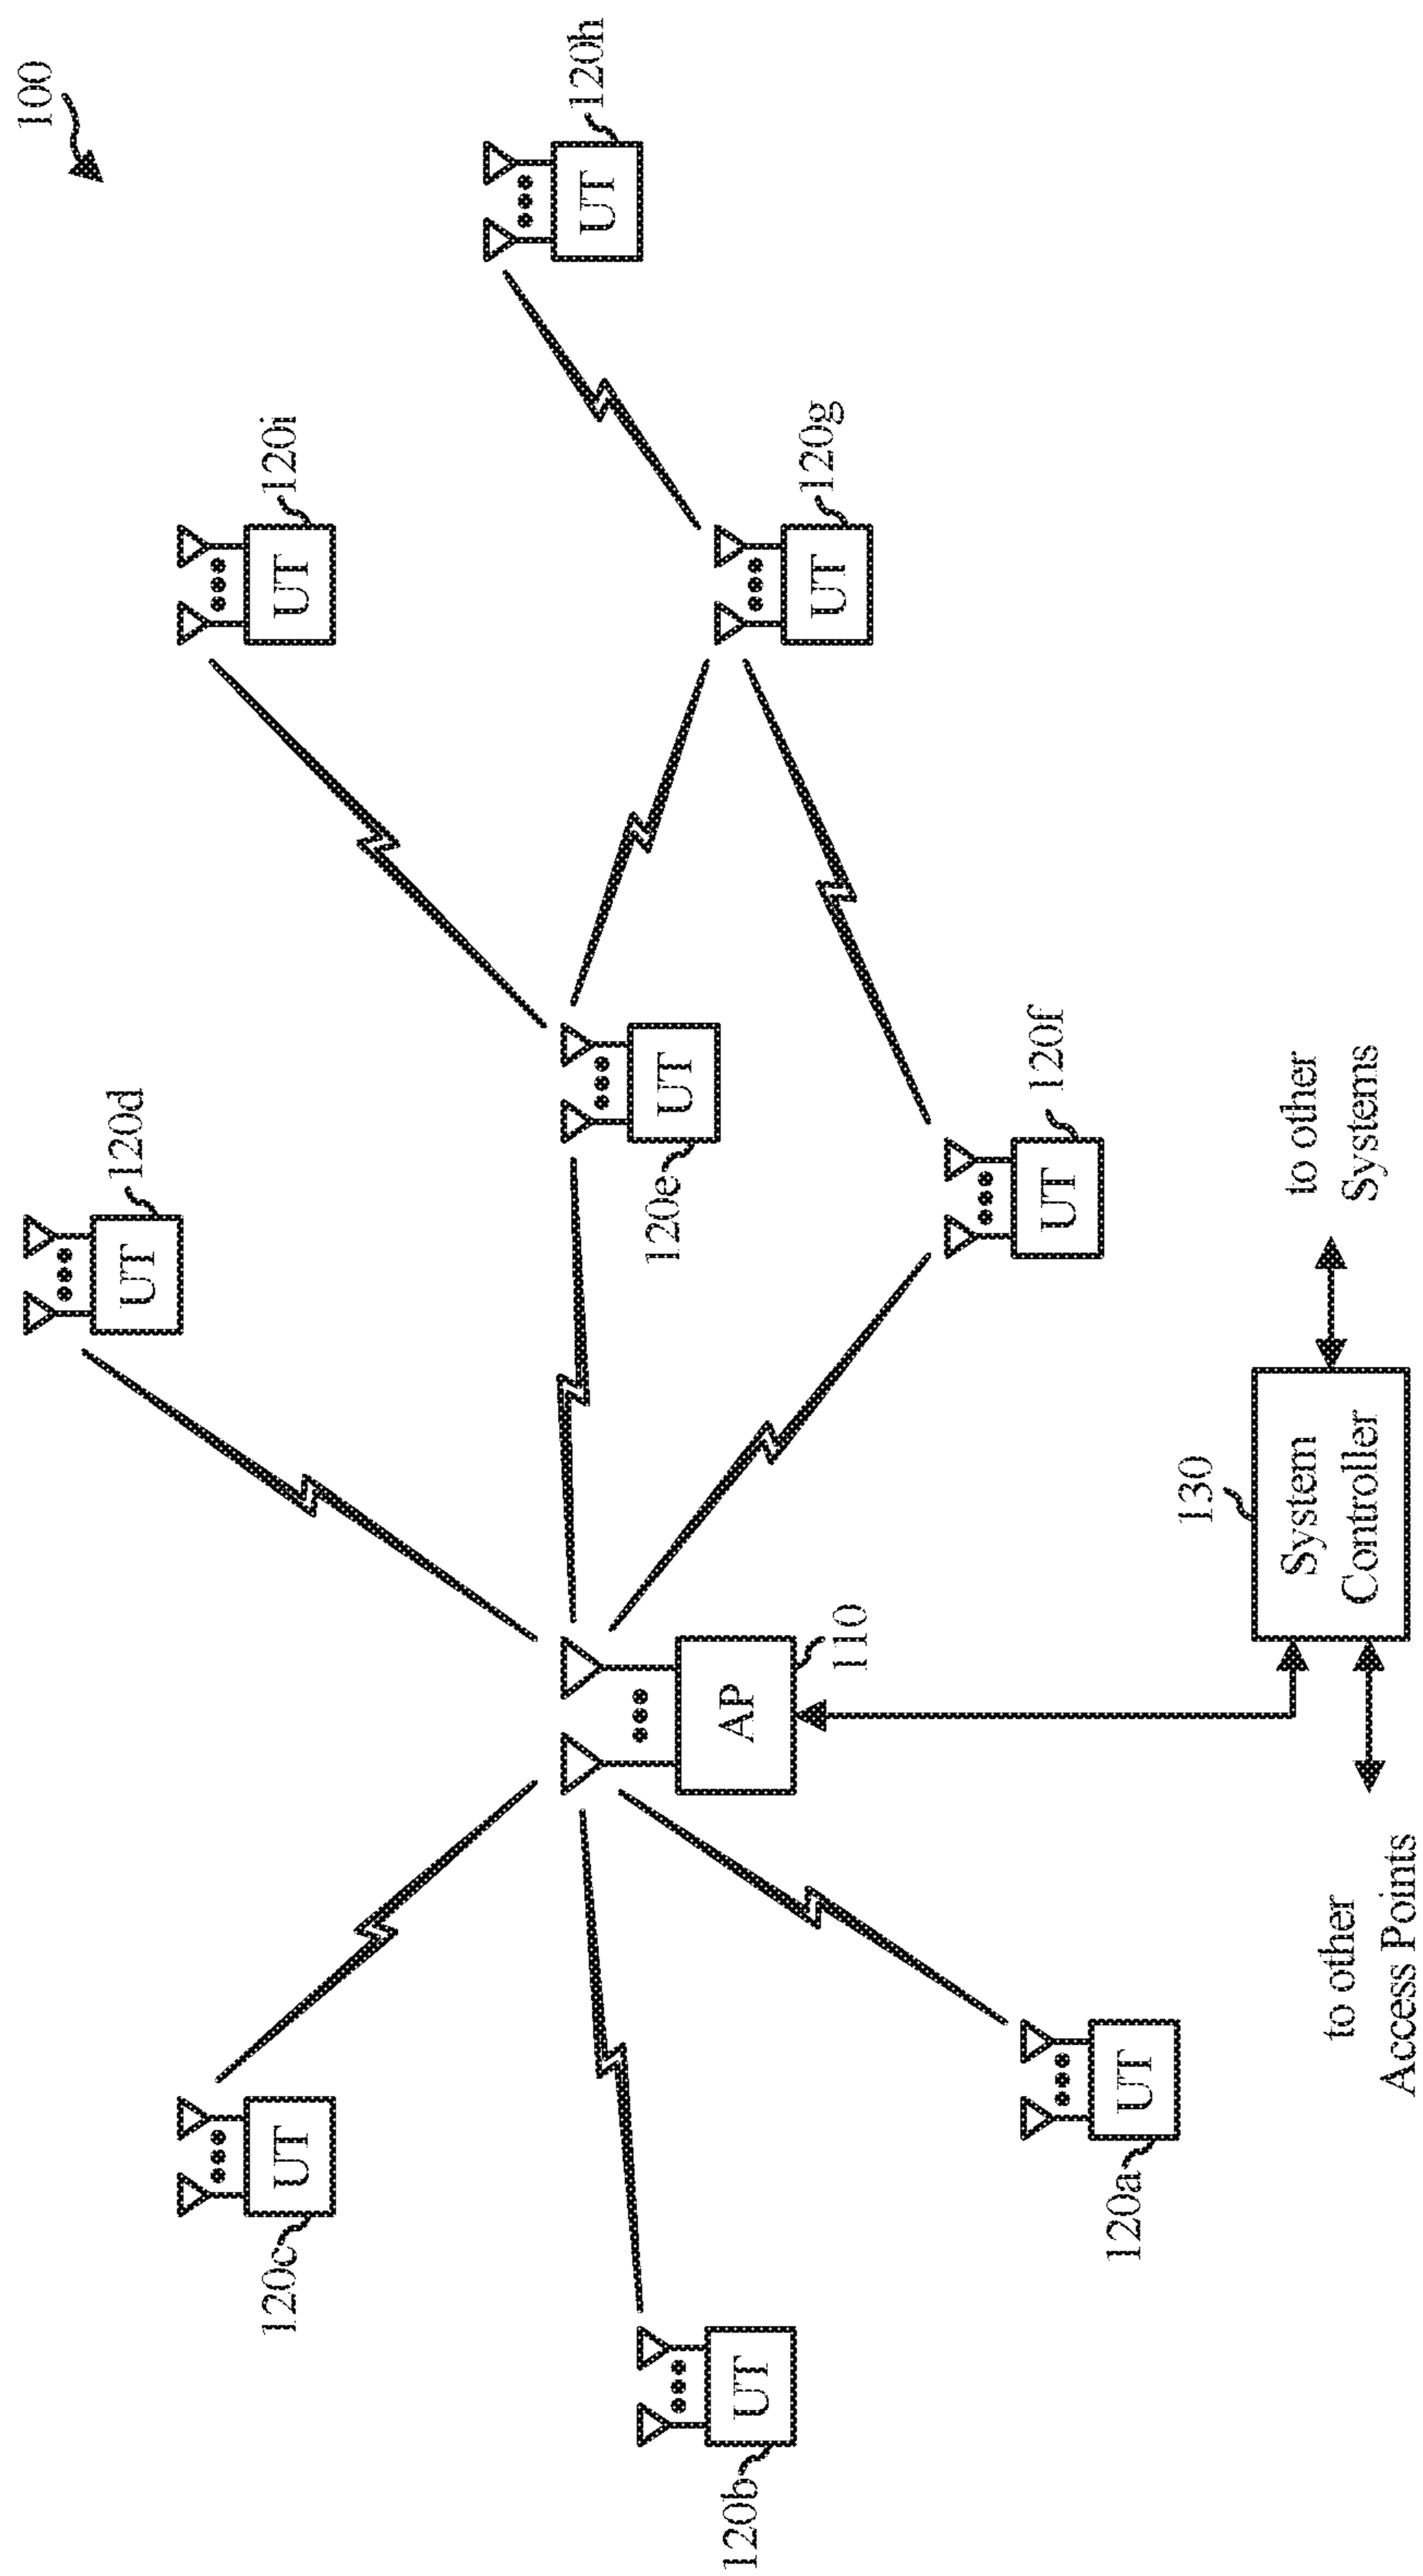 100
UT
120d
UT
120c
UT
120i
UT
120h
AP
110
UT
120e
UT
120b
UT
120g
UT
120f
UT
120a
130
System
Controller
to other
Systems
to other
Access Points